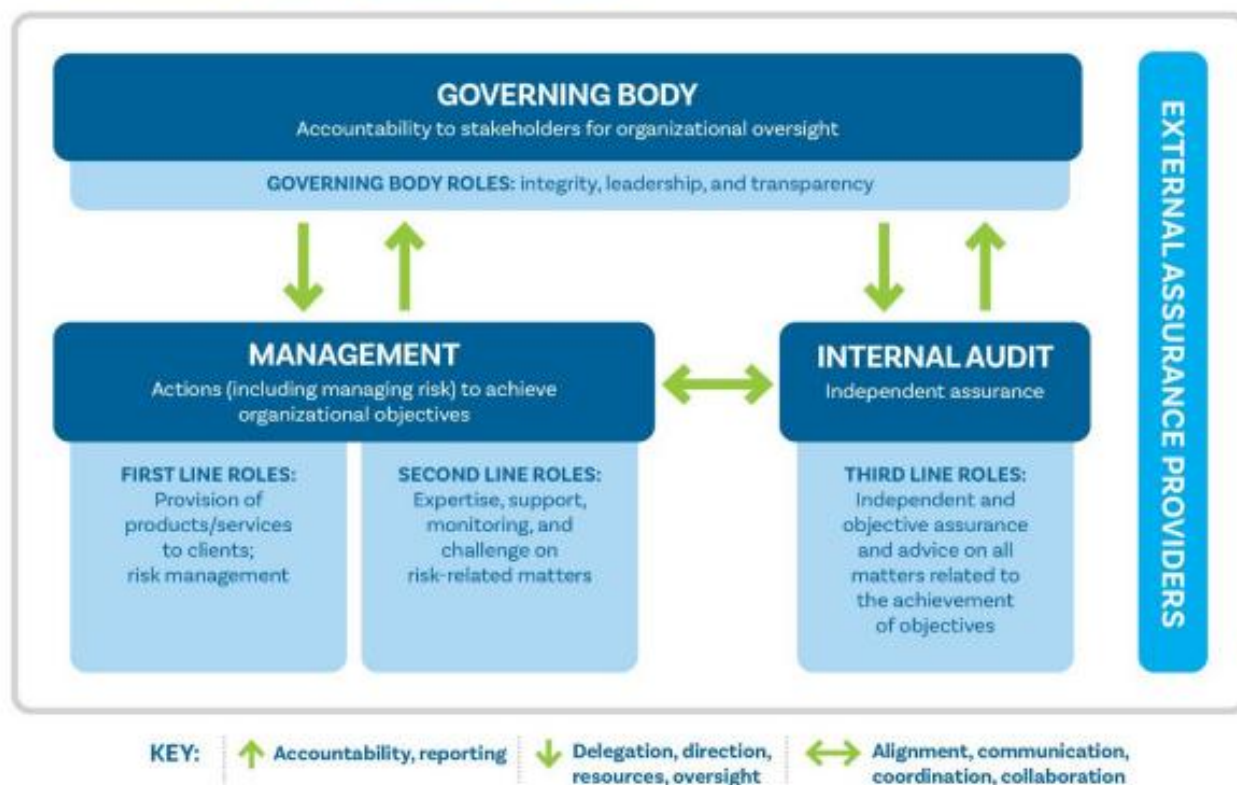 GOVERNING BODY
Accountability to stakeholders for organizational oversight
GOVERNING BODY ROLES: integrity, leadership, and transparency
MANAGEMENT
Actions (including managing risk) to achieve
organizational objectives
INTERNAL AUDIT
Independent assurance
FIRST LINE ROLES:
Provision of
products/services
to clients;
risk management
SECOND LINE ROLES:
Expertise, support,
monitoring, and
challenge on
risk-related matters
THIRD LINE ROLES:
Independent and
objective assurance
and advice on all
matters related to
the achievement
of objectives
EXTERNAL ASSURANCE PROVIDERS
KEY:
Accountability, reporting
Delegation, direction,
resources, oversight
Alignment, communication,
coordination, collaboration